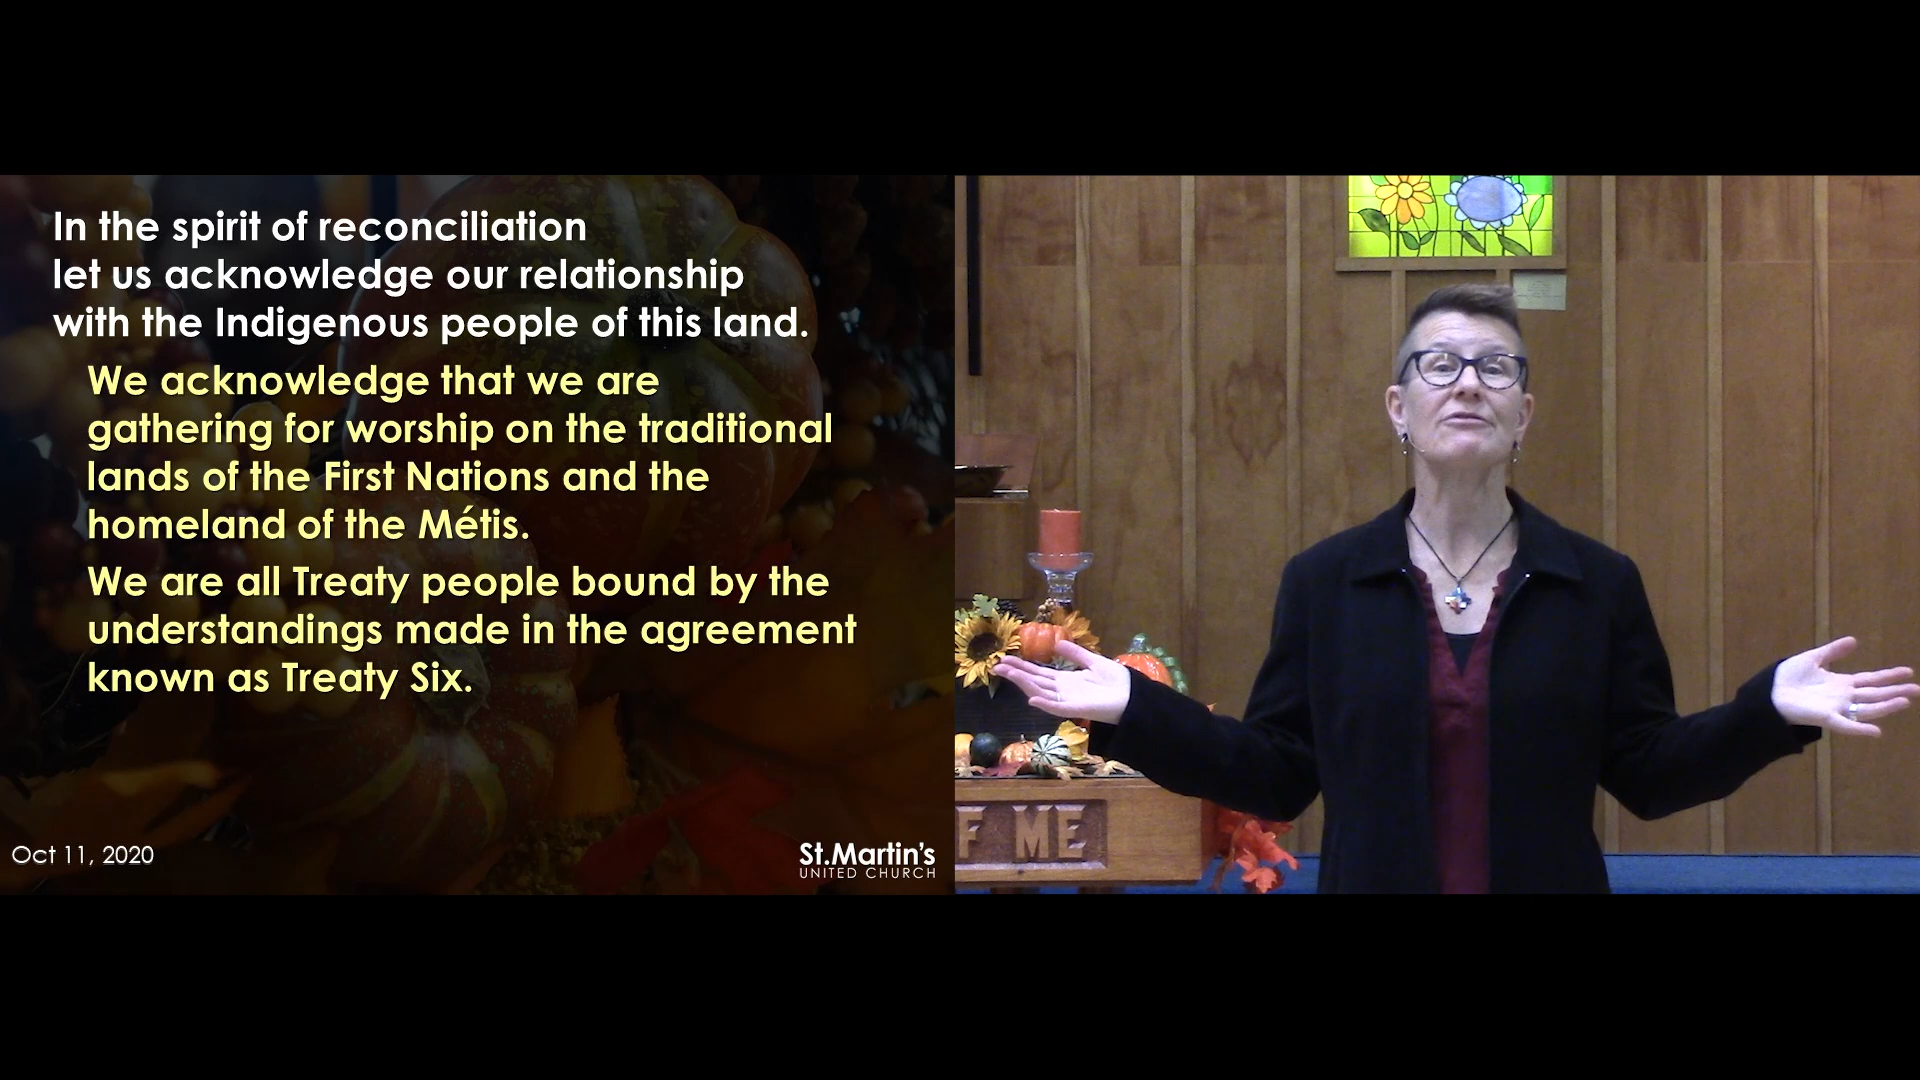 In the spirit of reconciliation
let us acknowledge our relationship
with the Indigenous people of this land.
We acknowledge that we are
gathering for worship on the traditional
lands of the First Nations and the
homeland of the Métis.
We are all Treaty people bound by the
understandings made in the agreement
known as Treaty Six.
Oct 11, 2020
St.Martin's
UNITED CHURCH
F ME